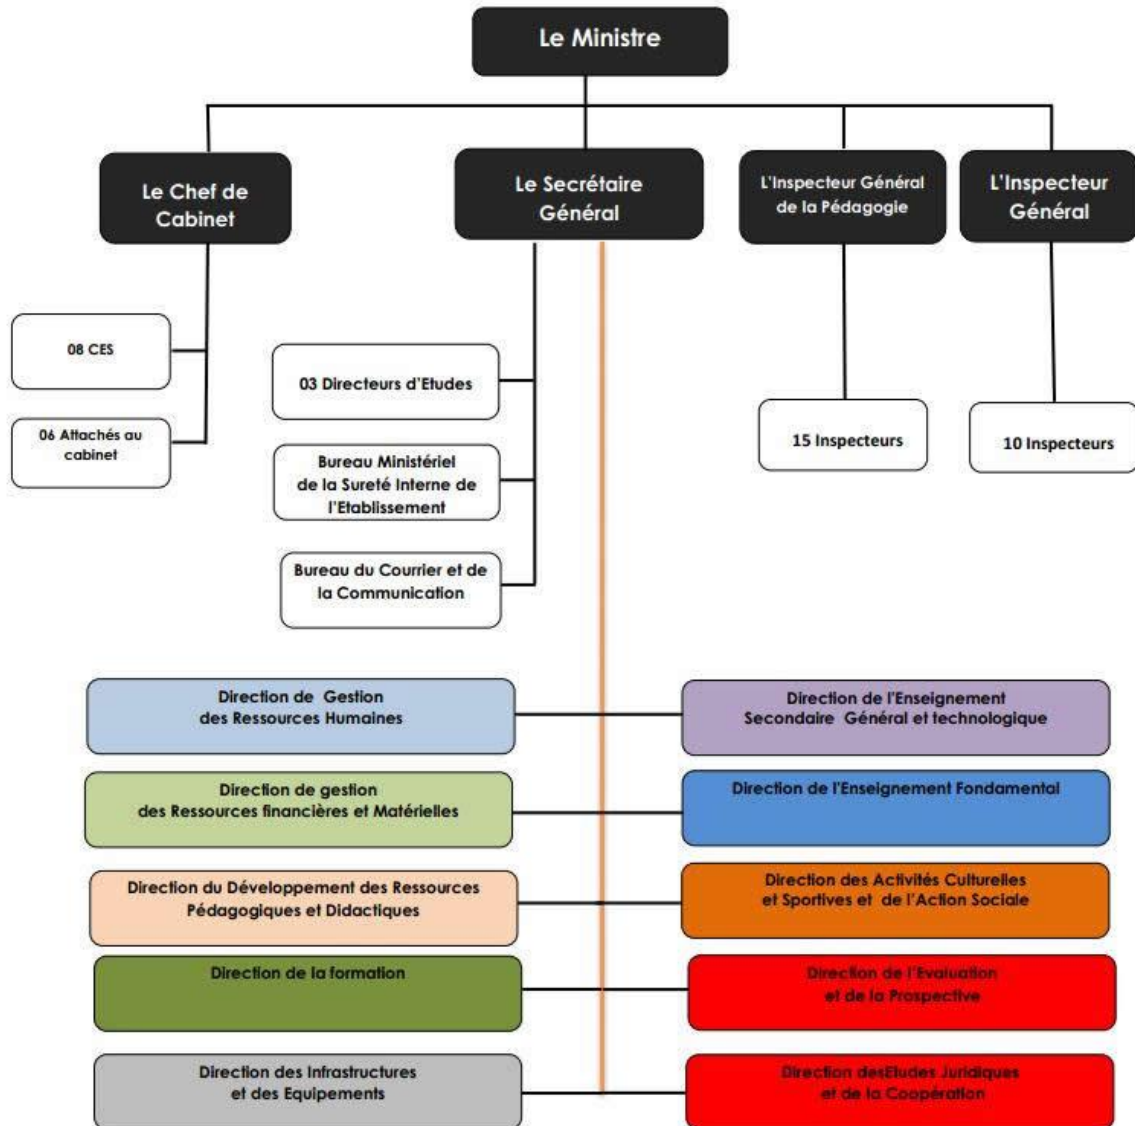 Le Ministre
Le Chef de
Cabinet
Le Secrétaire
Général
L'Inspecteur Général
de la Pédagogie
L'Inspecteur
Général
08 CES
06 Attachés au
cabinet
03 Directeurs d'Etudes
Bureau Ministériel
de la Sureté Interne de
l'Etablissement
Bureau du Courrier et de
la Communication
15 Inspecteurs
10 Inspecteurs
Direction de Gestion
des Ressources Humaines
Direction de l'Enseignement
Secondaire Général et technologique
Direction de gestion
des Ressources financières et Matérielles
Direction de l'Enseignement Fondamental
Direction du Développement des Ressources
Pédagogiques et Didactiques
Direction des Activités Culturelles
et Sportives et de l'Action Sociale
Direction de la formation
Direction de l'Evaluation
et de la Prospective
Direction des Infrastructures
et des Equipements
Direction desEtudes Juridiques
et de la Coopération